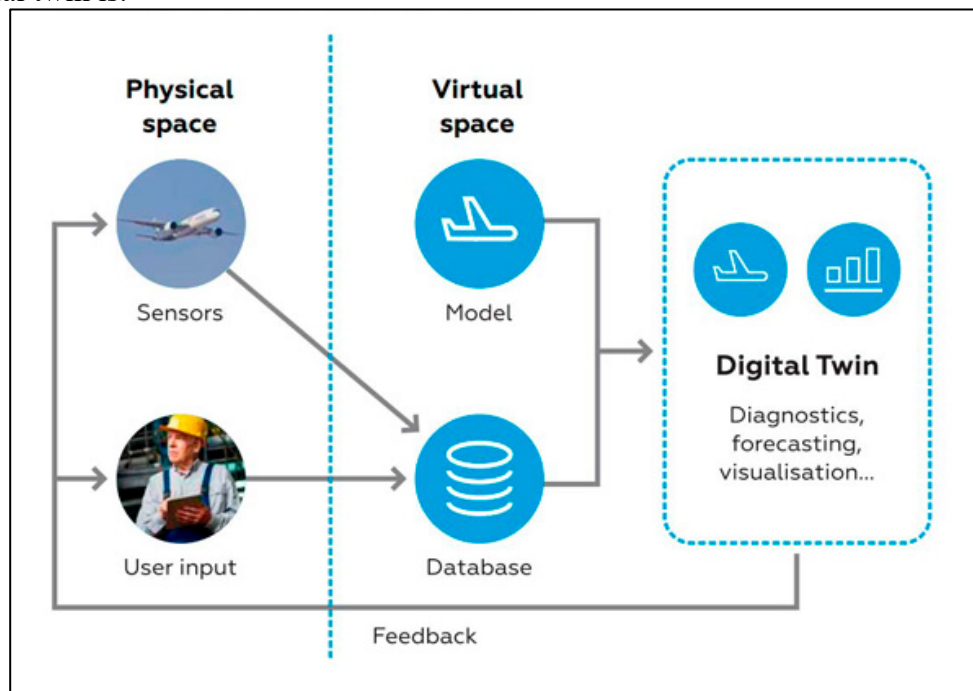 Physical
space
Virtual
space
Sensors
Model
User input
Database
Digital Twin
Diagnostics,
forecasting,
visualisation...
Feedback